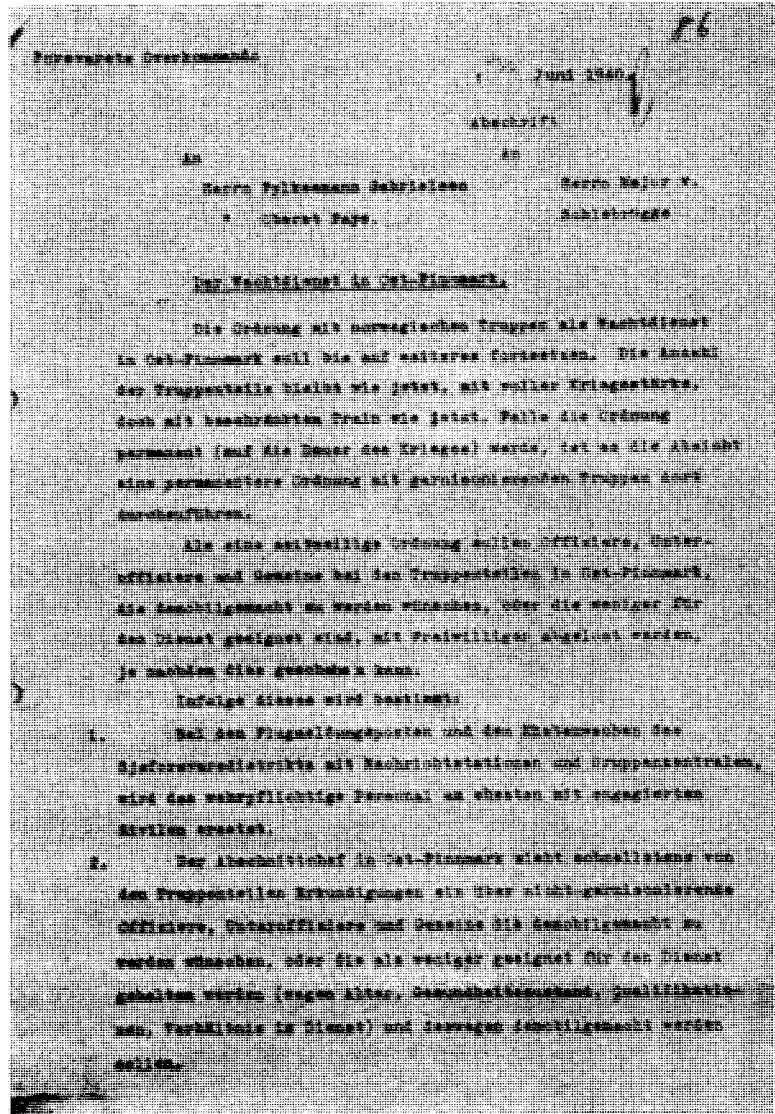 86
Forsvarets Overkommando
Juni 1940.
Abschrift
An
An
Herrn Fylkesmann Gabrielsen
Herrn Major v.
" Oberst Faye.
Schlebrügge
Der Wachtdienst in Ost-Finnmark.
Die Ordnung mit norwegischen Truppen als Wachtdienst
in Ost-Finnmark soll bis auf weiteres fortsetzen. Die Anzahl
der Truppenteile bleibt wie jetzt, mit voller Kriegsstärke,
doch mit beschränktem Train wie jetzt. Falls die Ordnung
permanent (auf die Dauer des Krieges) werde, ist es die Absicht
eine permanentere Ordnung mit garnisonierenden Truppen dort
durchzuführen.
Als eine zeitweilige Ordnung sollen Offiziere, Unter-
offiziere und Gemeine bei den Truppenteilen in Ost-Finnmark,
die demobilgemacht zu werden wünschen, oder die weniger für
den Dienst geeignet sind, mit Freiwilligen abgelöst werden,
je nachdem dies geschehen kann.
Infolge dieses wird bestimmt:
1. Bei den Flugmeldungsposten und den Küstenwachen des
Sjøforsvarsdistrikts mit Nachrichtstationen und Gruppenzentralen,
wird das wehrpflichtige Personal am ehesten mit engagierten
Zivilen ersetzt.
2. Der Abschnittchef in Ost-Finnmark zieht schnellstens von
den Truppenteilen Erkundigungen ein über nicht-garnisonierende
Offiziere, Unteroffiziere und Gemeine die demobilgemacht zu
werden wünschen, oder die als weniger geeignet für den Dienst
gehalten werden (wegen Alter, Gesundheitszustand, Qualifikatio-
nen, Verhältnis im Dienst) und deswegen demobilgemacht werden
sollen.